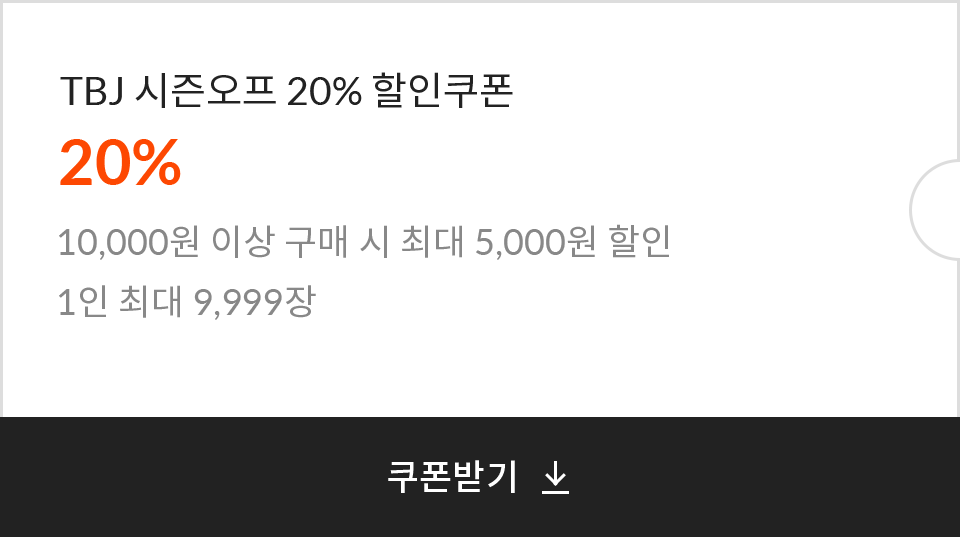 TBJ 시즌오프 20% 할인쿠폰
20%
10,000원 이상 구매 시 최대 5,000원 할인
1인 최대 9,999장
쿠폰받기